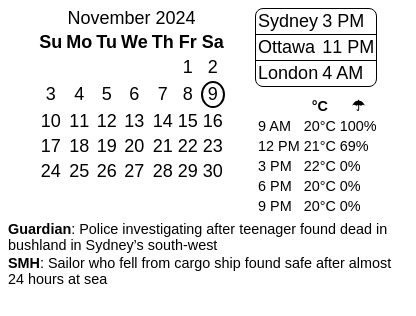 November 2024
Su Mo Tu We Th Fr Sa
1 2
3 4 5 6 7 8 9
10 11 12 13 14 15 16
17 18 19 20 21 22 23
24 25 26 27 28 29 30
Sydney 3 PM
Ottawa 11 PM
London 4 AM
°C ☂
9 AM 20°C 100%
12 PM 21°C 69%
3 PM 22°C 0%
6 PM 20°C 0%
9 PM 20°C 0%
Guardian: Police investigating after teenager found dead in
bushland in Sydney’s south-west
SMH: Sailor who fell from cargo ship found safe after almost
24 hours at sea